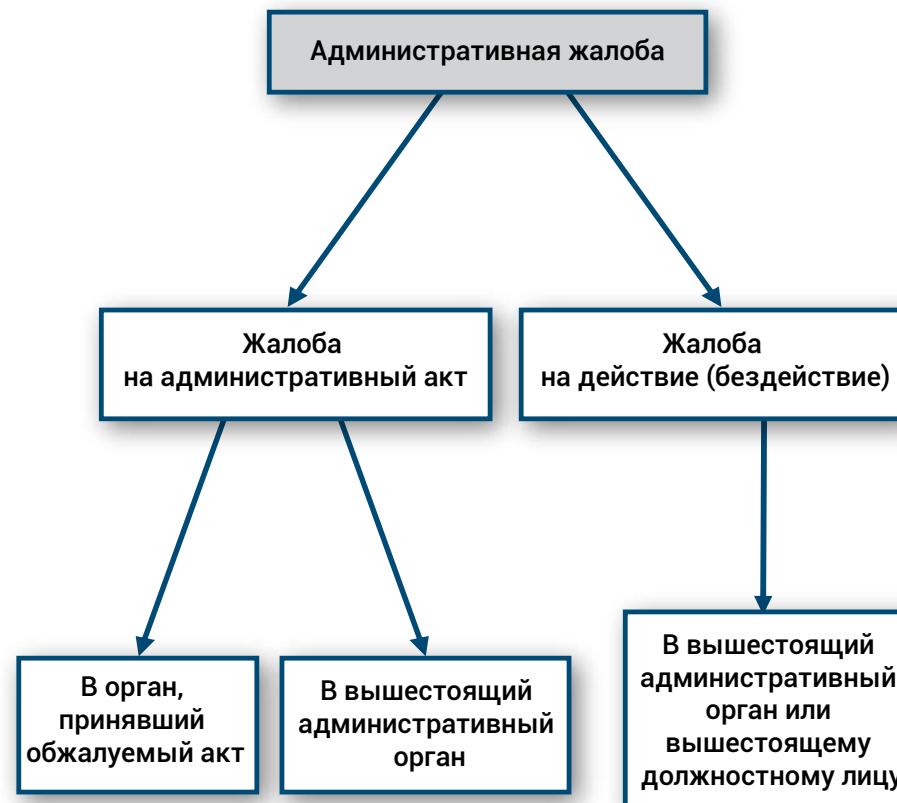 Административная жалоба
Жалоба
на административный акт
Жалоба
на действие (бездействие)
В орган,
принявший
обжалуемый акт
В вышестоящий
административный
орган
В вышестоящий
административный
орган или
вышестоящему
должностному лицу